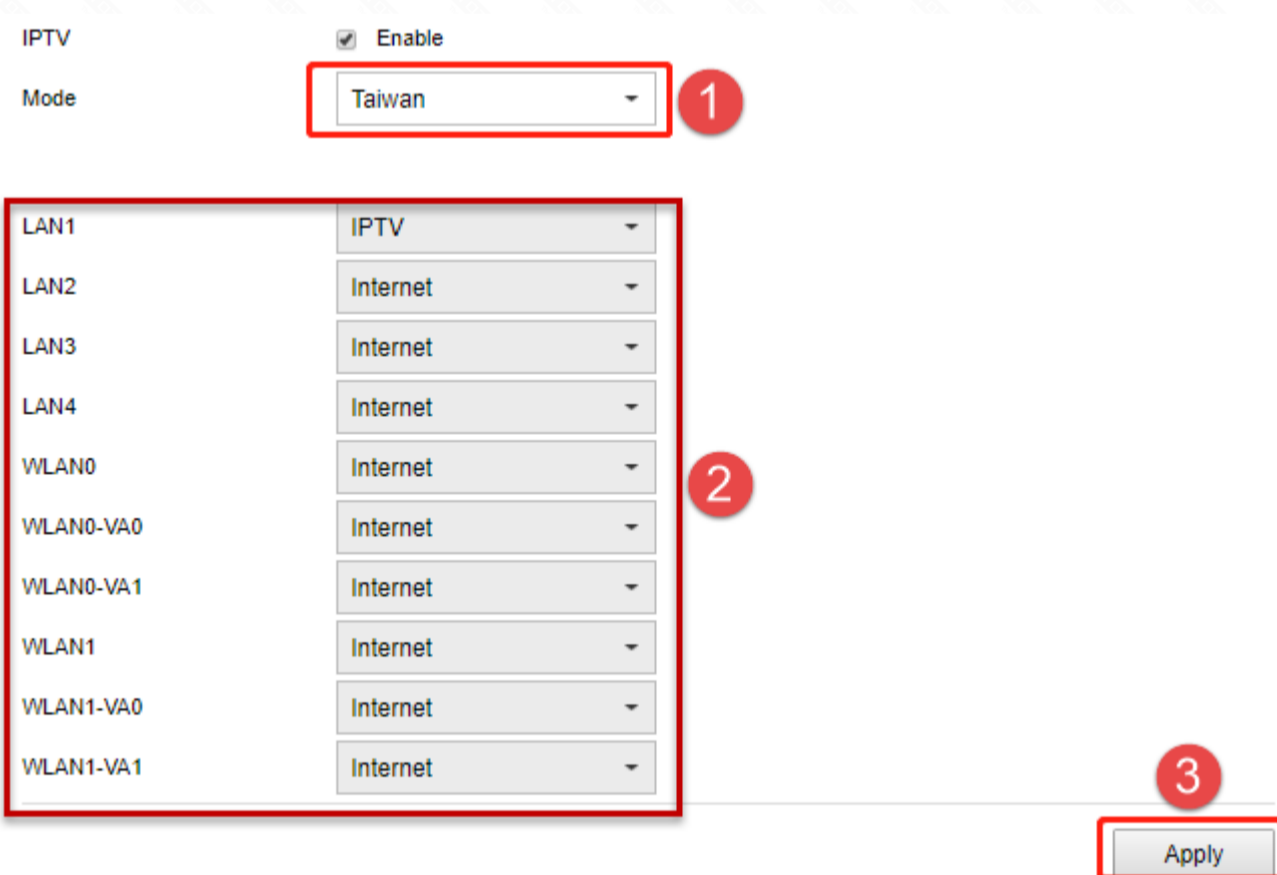 IPTV Enable
Mode Taiwan 1
LAN1 IPTV
LAN2 Internet
LAN3 Internet
LAN4 Internet
WLAN0 Internet
2
WLAN0-VA0 Internet
WLAN0-VA1 Internet
WLAN1 Internet
WLAN1-VA0 Internet
WLAN1-VA1 Internet
3
Apply